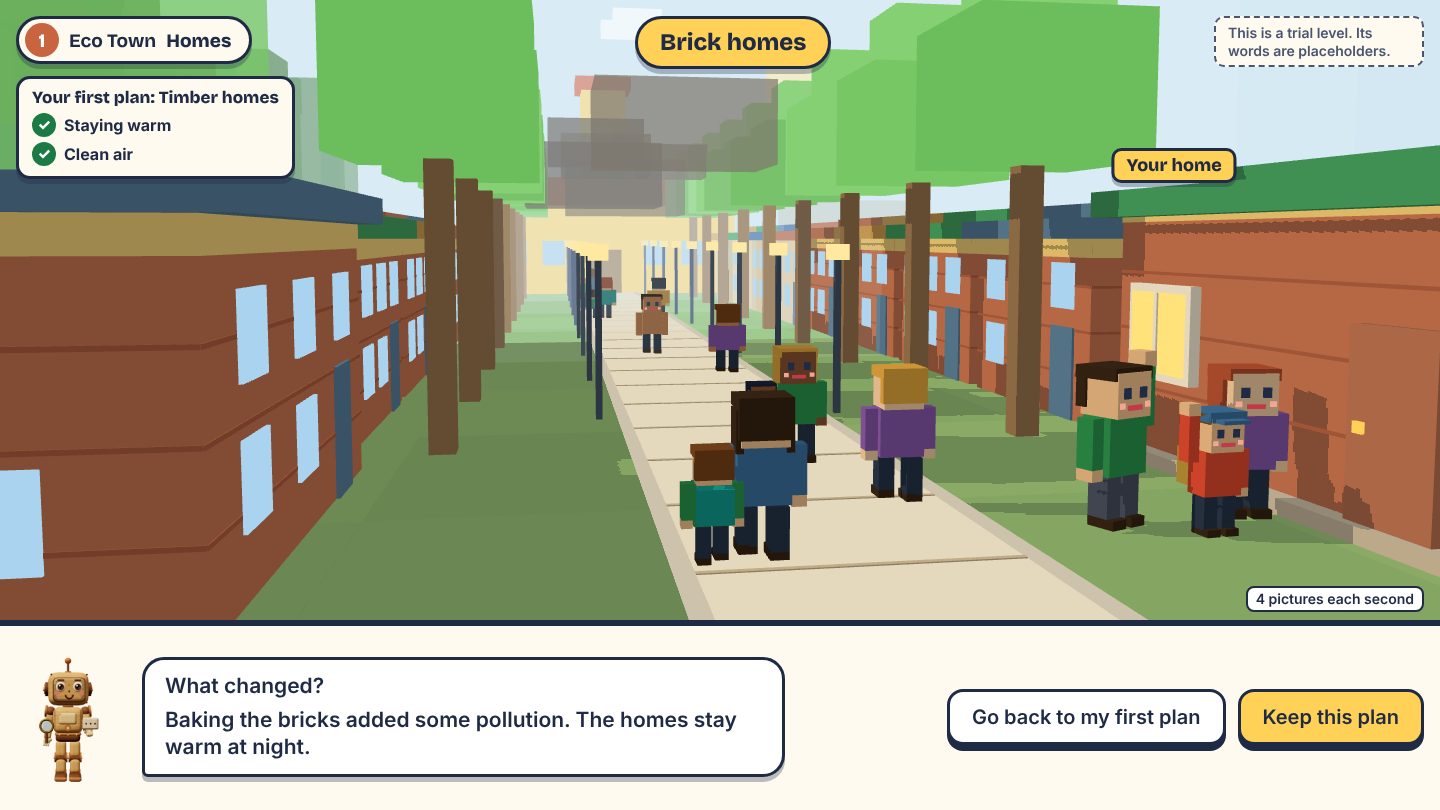 1 Eco Town Homes
Brick homes
This is a trial level. Its
words are placeholders.
Your first plan: Timber homes
Staying warm
Clean air
Your home
4 pictures each second
What changed?
Baking the bricks added some pollution. The homes stay
warm at night.
Go back to my first plan
Keep this plan